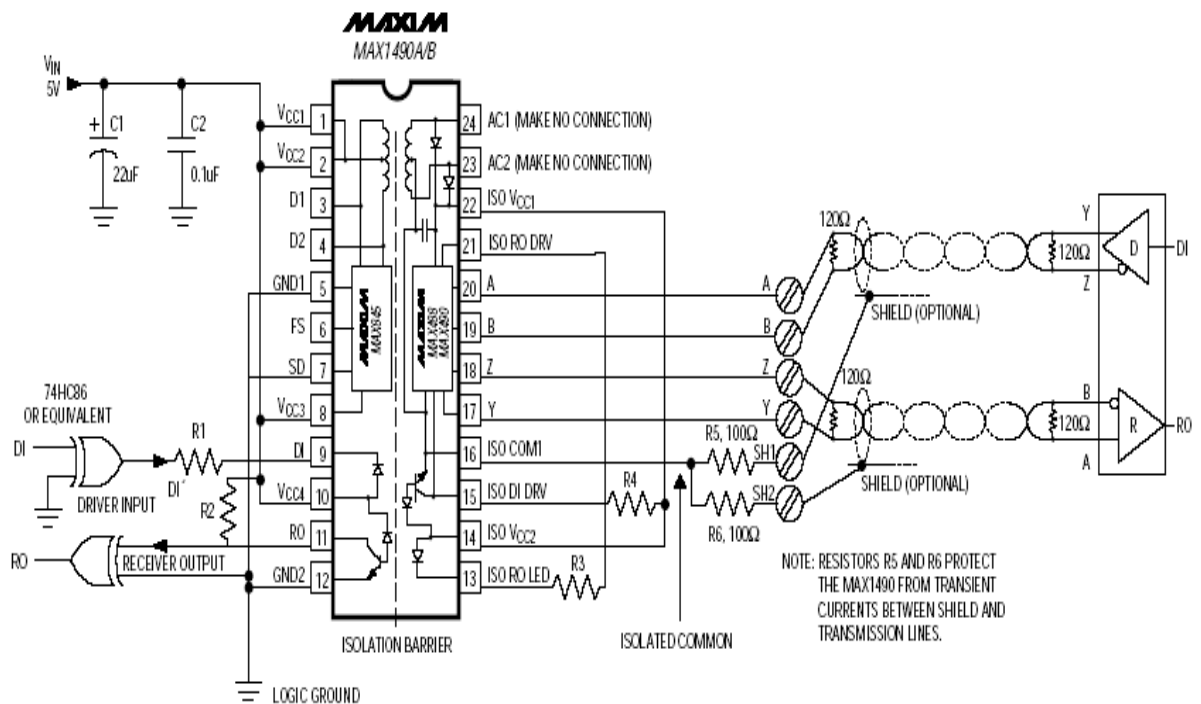 MAXIM
MAX1490A/B
VIN
5V
C1
+
22uF
C2
0.1uF
VCC1
1
VCC2
2
D1
3
D2
4
GND1
5
FS
6
SD
7
VCC3
8
DI
9
VCC4
10
RO
11
GND2
12
24
AC1 (MAKE NO CONNECTION)
23
AC2 (MAKE NO CONNECTION)
22
ISO VCC1
21
ISO RO DRV
20
A
19
B
18
Z
17
Y
16
ISO COM1
15
ISO DI DRV
14
ISO VCC2
13
ISO RO LED
MAXIM
MAX845
MAXIM
MAX488
MAX490
74HC86
OR EQUIVALENT
DI
DI´
R1
DRIVER INPUT
R2
RO
RECEIVER OUTPUT
ISOLATION BARRIER
LOGIC GROUND
R4
R3
ISOLATED COMMON
R5, 100Ω
R6, 100Ω
A
B
Z
Y
SH1
SH2
120Ω
120Ω
Y
Z
D
DI
SHIELD (OPTIONAL)
120Ω
120Ω
B
A
R
RO
SHIELD (OPTIONAL)
NOTE: RESISTORS R5 AND R6 PROTECT
THE MAX1490 FROM TRANSIENT
CURRENTS BETWEEN SHIELD AND
TRANSMISSION LINES.